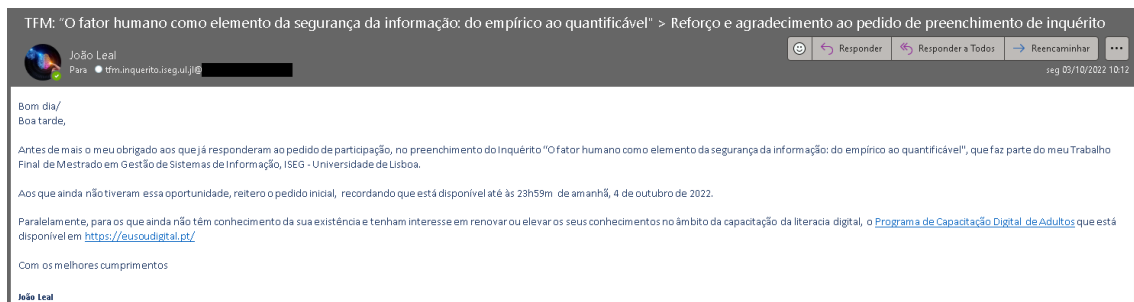 TFM: "O fator humano como elemento da segurança da informação: do empírico ao quantificável" > Reforço e agradecimento ao pedido de preenchimento de inquérito
João Leal
Para tfm.inquerito.iseg.ul.jl@
Responder
Responder a Todos
Reencaminhar
seg 03/10/2022 10:12
Bom dia/
Boa tarde,
Antes de mais o meu obrigado aos que já responderam ao pedido de participação, no preenchimento do Inquérito "O fator humano como elemento da segurança da informação: do empírico ao quantificável", que faz parte do meu Trabalho
Final de Mestrado em Gestão de Sistemas de Informação, ISEG - Universidade de Lisboa.
Aos que ainda não tiveram essa oportunidade, reitero o pedido inicial, recordando que está disponível até às 23h59m de amanhã, 4 de outubro de 2022.
Paralelamente, para os que ainda não têm conhecimento da sua existência e tenham interesse em renovar ou elevar os seus conhecimentos no âmbito da capacitação da literacia digital, o Programa de Capacitação Digital de Adultos que está
disponível em https://eusoudigital.pt/
Com os melhores cumprimentos
João Leal